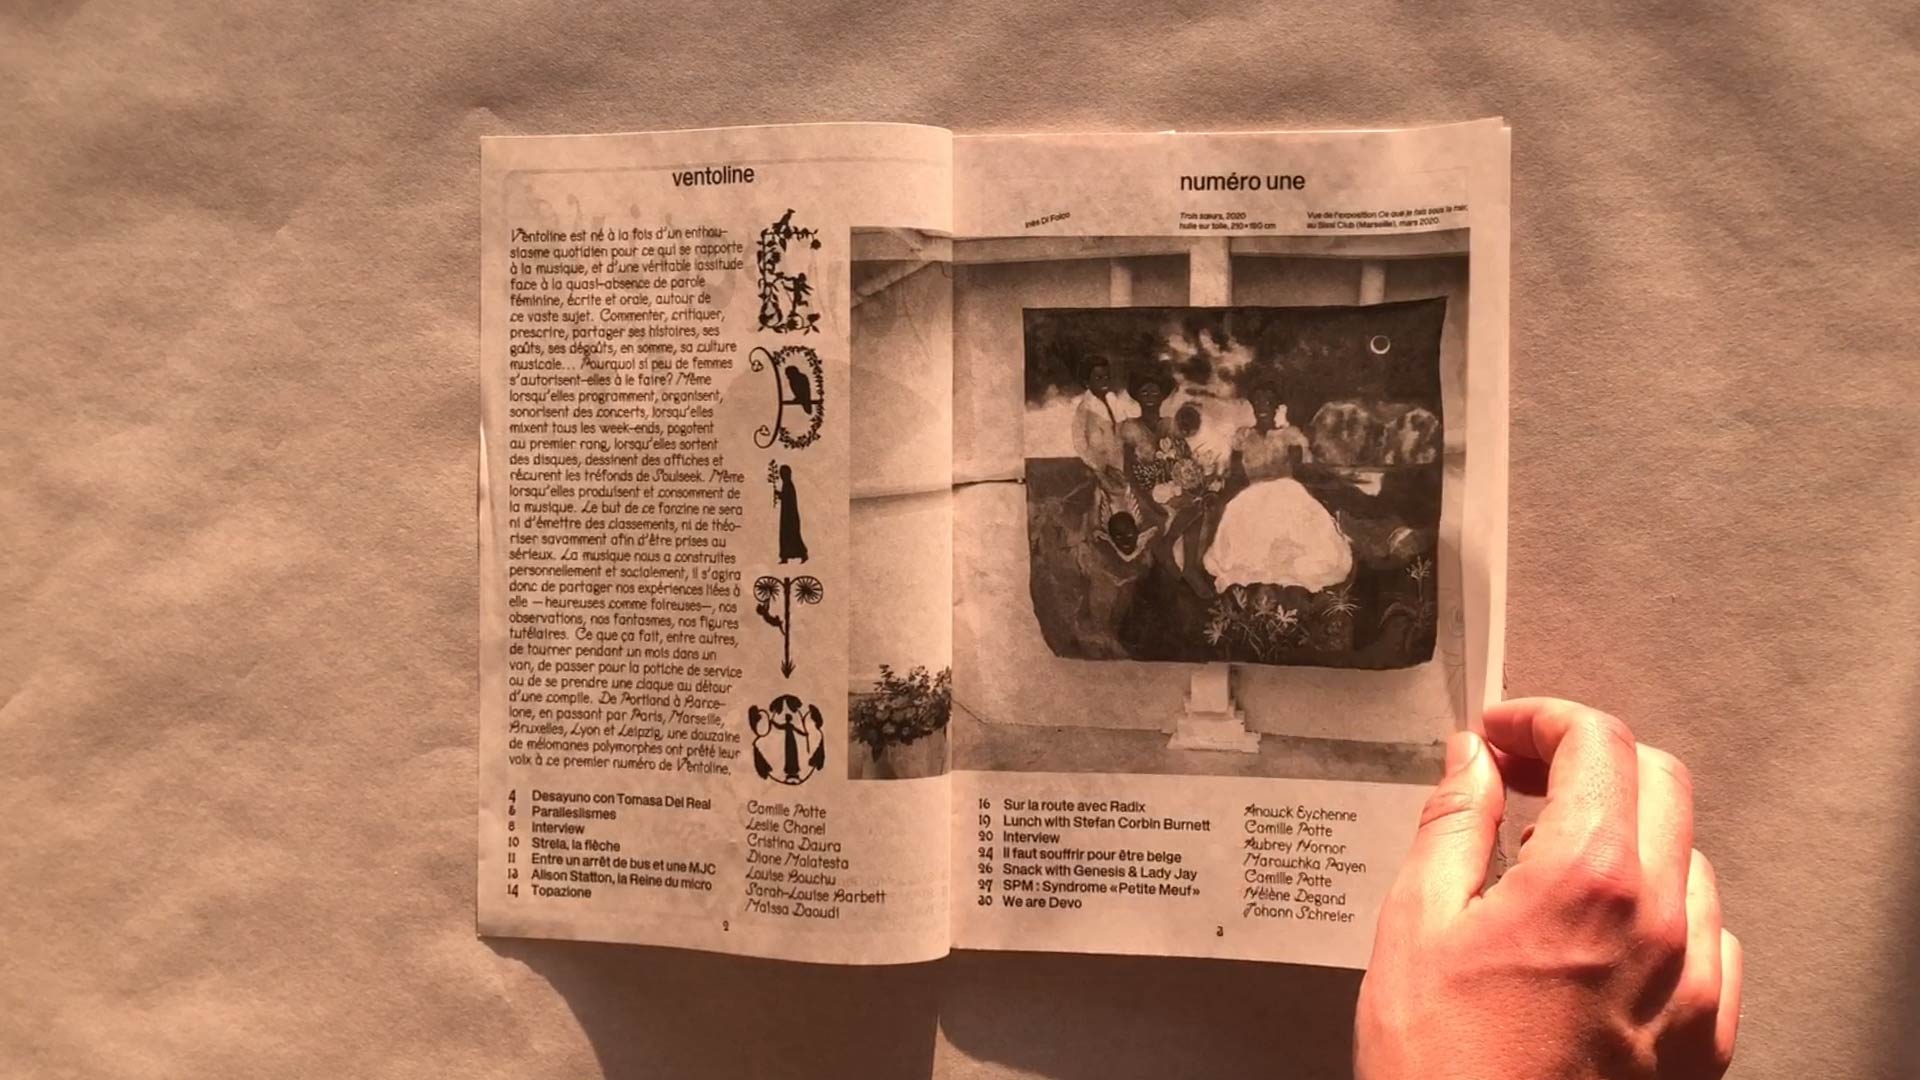 ventoline
Ventoline est né à la fois d'un enthou-
siasme quotidien pour ce qui se rapporte
à la musique, et d'une véritable lassitude
face à la quasi-absence de parole
féminine, écrite et orale, autour de
ce vaste sujet. Commenter, critiquer,
prescrire, partager ses histoires, ses
goûts, ses dégoûts, en somme, sa culture
musicale... Pourquoi si peu de femmes
s'autorisent-elles à le faire? Même
lorsqu'elles programment, organisent,
sonorisent des concerts, lorsqu'elles
mixent tous les week-ends, pogotent
au premier rang, lorsqu'elles sortent
des disques, dessinent des affiches et
récurent les tréfonds de Soulseek. Même
lorsqu'elles produisent et consomment de
la musique. Le but de ce fanzine ne sera
ni d'émettre des classements, ni de théo-
riser savamment afin d'être prises au
sérieux. La musique nous a construites
personnellement et socialement, il s'agira
donc de partager nos expériences liées à
elle — heureuses comme foireuses—, nos
observations, nos fantasmes, nos figures
tutélaires. Ce que ça fait, entre autres,
de tourner pendant un mois dans un
van, de passer pour la potiche de service
ou de se prendre une claque au détour
d'une compile. De Portland à Barce-
lone, en passant par Paris, Marseille,
Bruxelles, Lyon et Leipzig, une douzaine
de mélomanes polymorphes ont prêté leur
voix à ce premier numéro de Ventoline.
E
D
I
T
O
4 Desayuno con Tomasa Del Real Camille Potte
6 Paralleslismes Leslie Chanel
8 Interview Cristina Daura
10 Strela, la flèche Diane Malatesta
11 Entre un arrêt de bus et une MJC Louise Bouchu
13 Alison Statton, la Reine du micro Sarah-Louise Barbett
14 Topazione Maïssa Daoudi
2
numéro une
Inès Di Folco
Trois sœurs, 2020
huile sur toile, 210×180 cm
Vue de l'exposition Ce que je fais sous la mer,
au Sissi Club (Marseille), mars 2020.
16 Sur la route avec Radix Anouck Eychenne
19 Lunch with Stefan Corbin Burnett Camille Potte
20 Interview Aubrey Hornor
24 Il faut souffrir pour être belge Marouchka Payen
26 Snack with Genesis & Lady Jay Camille Potte
27 SPM : Syndrome «Petite Meuf» Hélène Degand
30 We are Devo Johann Schreier
3